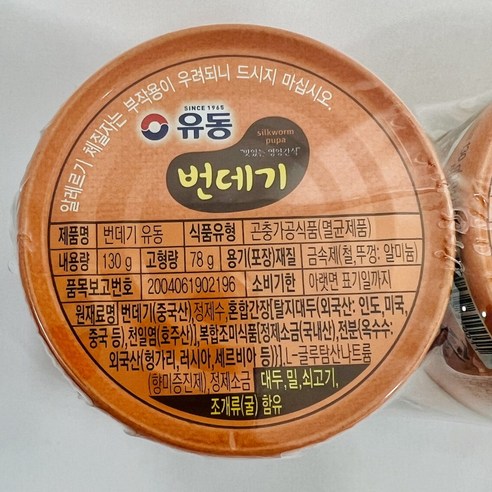 알레르기 체질자는 부작용이 우려되니 드시지 마십시오.
SINCE 1965
유동
silkworm
pupa
"맛있는 영양간식"
번데기
제품명 번데기 유동 식품유형 곤충가공식품(멸균제품)
내용량 130 g 고형량 78 g 용기(포장)재질 금속제(철,뚜껑: 알미늄)
품목보고번호 2004061902196 소비기한 아랫면 표기일까지
원재료명 번데기(중국산),정제수,혼합간장[탈지대두(외국산: 인도,미국,
중국 등),천일염(호주산)],복합조미식품{정제소금(국내산),전분[옥수수:
외국산(헝가리,러시아,세르비아 등)]},L-글루탐산나트륨
(향미증진제),정제소금 대두,밀,쇠고기,
조개류(굴) 함유